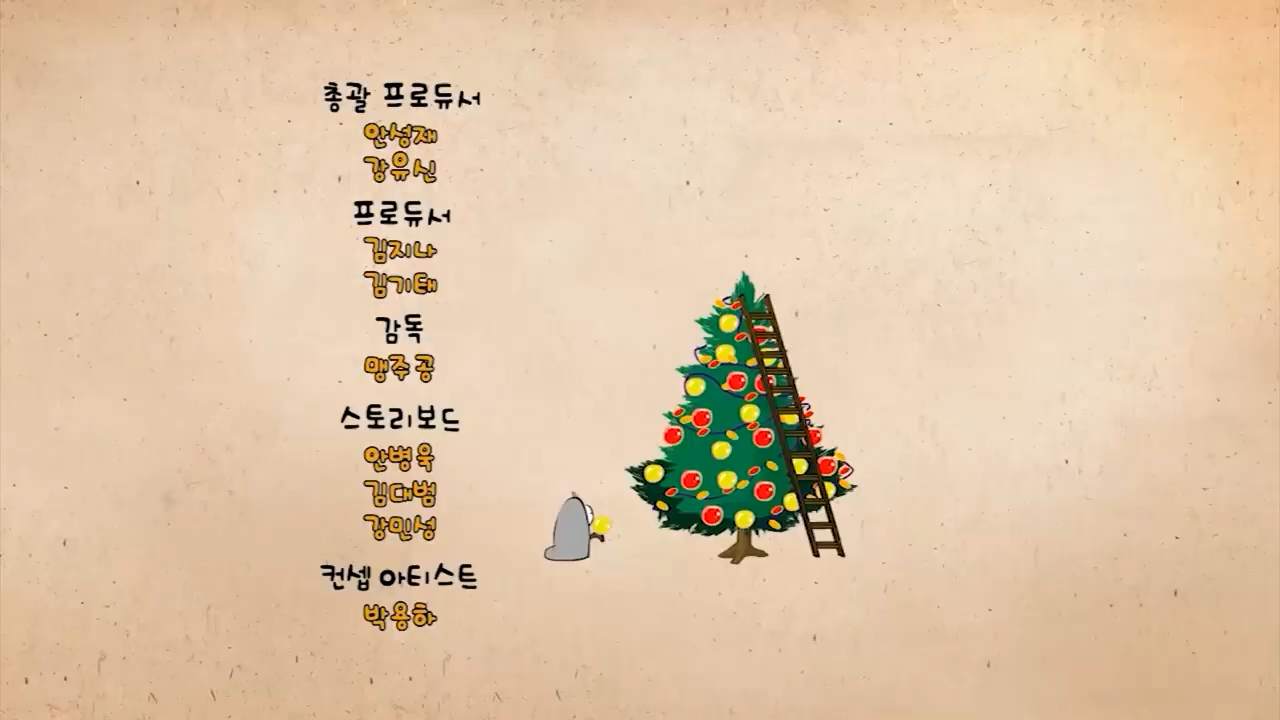 총괄 프로듀서
안성재
강유신
프로듀서
김지나
김기태
감독
맹주공
스토리보드
안병욱
김대범
강민성
컨셉 아티스트
박용하